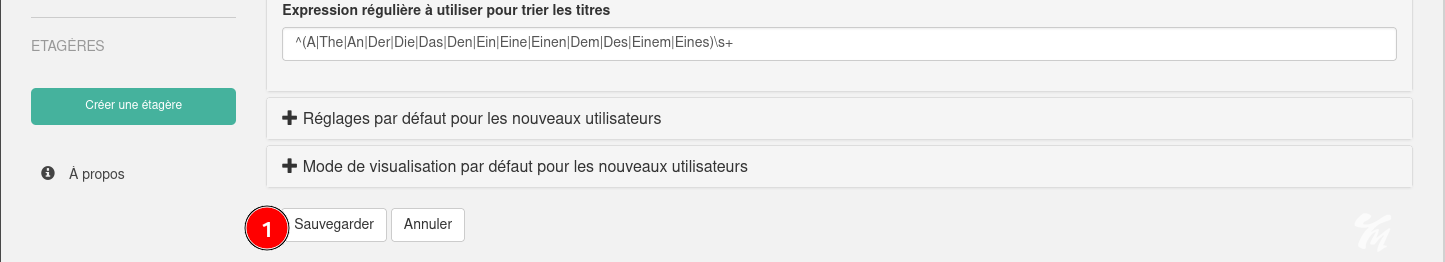 Expression régulière à utiliser pour trier les titres
^(A|The|An|Der|Die|Das|Den|Ein|Eine|Einen|Dem|Des|Einem|Eines)\s+
ETAGÈRES
Créer une étagère
Réglages par défaut pour les nouveaux utilisateurs
Mode de visualisation par défaut pour les nouveaux utilisateurs
À propos
1 Sauvegarder Annuler